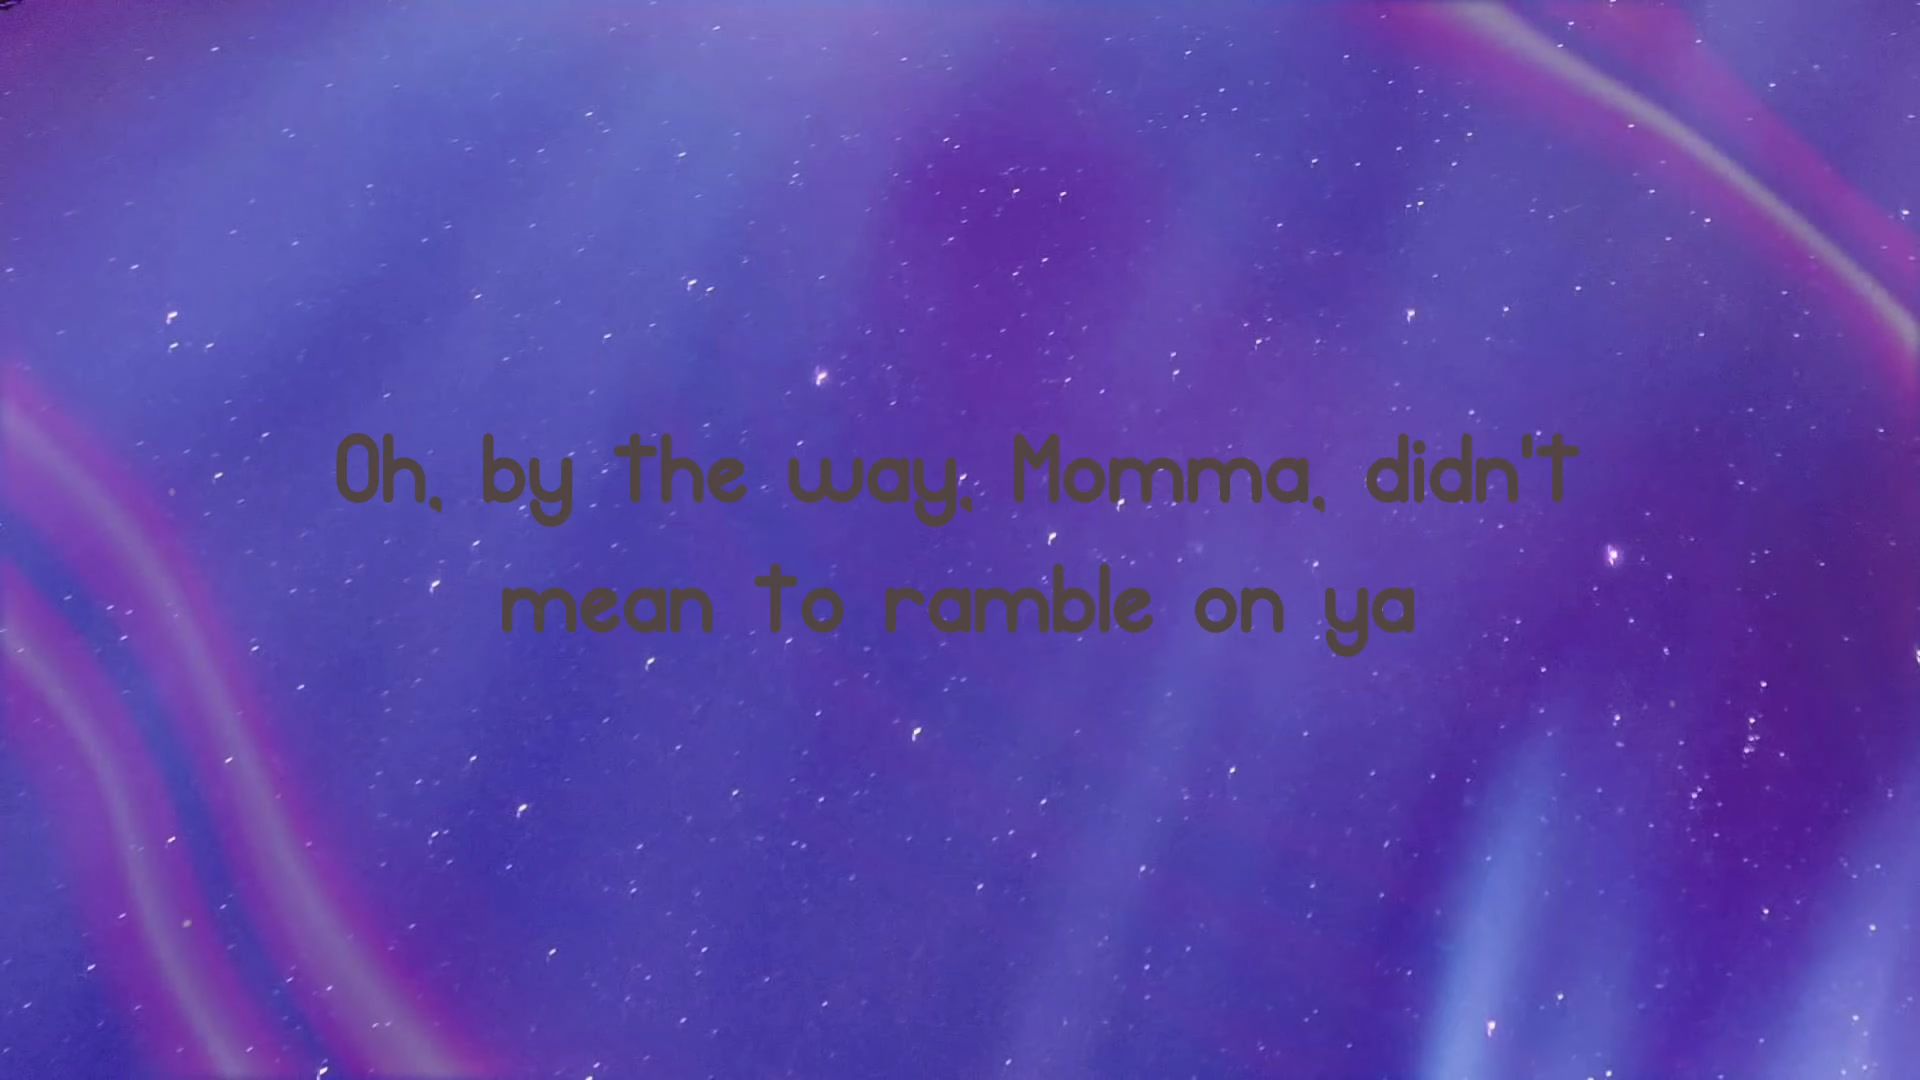 Oh, by the way, Momma, didn't
mean to ramble on ya